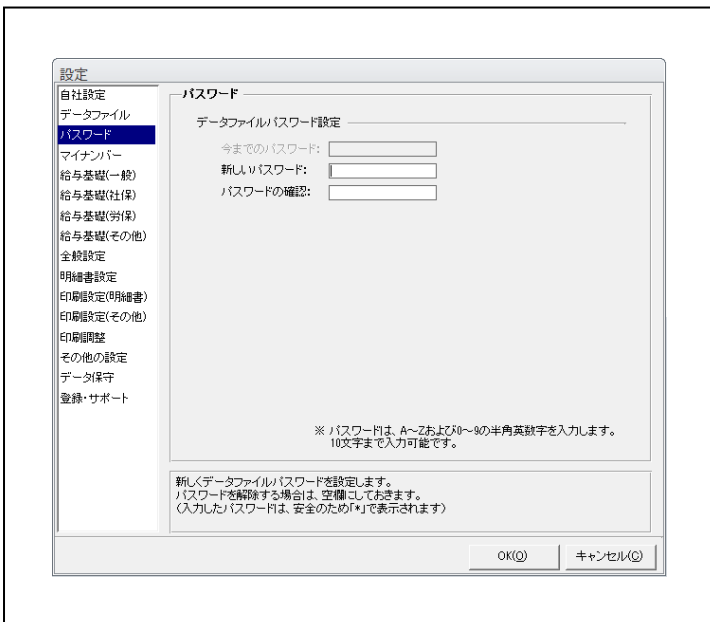 設定
自社設定
データファイル
パスワード
マイナンバー
給与基礎(一般)
給与基礎(社保)
給与基礎(労保)
給与基礎(その他)
全般設定
明細書設定
印刷設定(明細書)
印刷設定(その他)
印刷調整
その他の設定
データ保守
登録・サポート
パスワード
データファイルパスワード設定
今までのパスワード:
新しいパスワード:
パスワードの確認:
※ パスワードは、A～Zおよび0～9の半角英数字を入力します。
10文字まで入力可能です。
新しくデータファイルパスワードを設定します。
パスワードを解除する場合は、空欄にしておきます。
(入力したパスワードは、安全のため「*」で表示されます)
OK(O)
キャンセル(C)